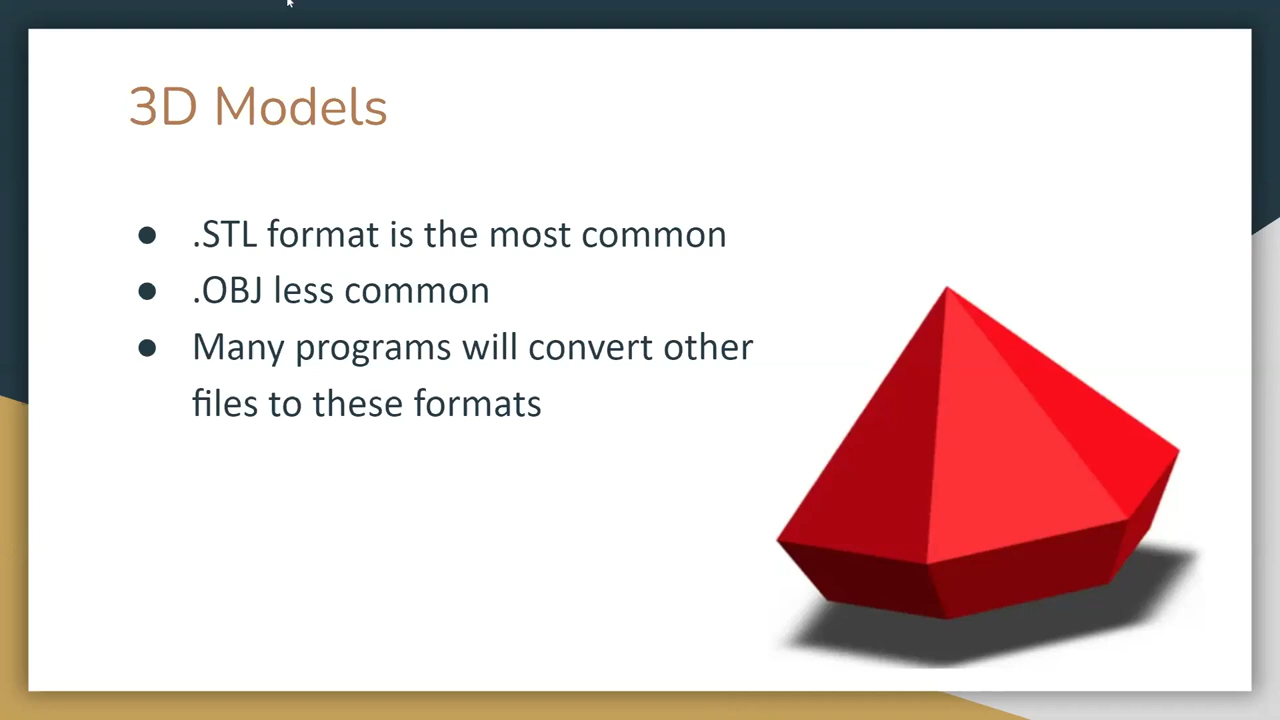 3D Models
● .STL format is the most common
● .OBJ less common
● Many programs will convert other
files to these formats